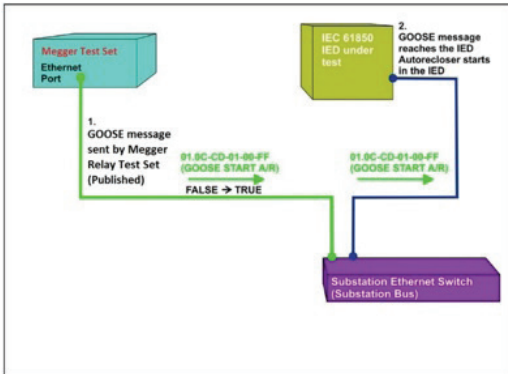 Megger Test Set
Ethernet
Port
IEC 61850
IED under
test
2.
GOOSE message
reaches the IED
Autorecloser starts
in the IED
1.
GOOSE message
sent by Megger
Relay Test Set
(Published)
01.0C-CD-01-00-FF
(GOOSE START A/R)
FALSE → TRUE
01.0C-CD-01-00-FF
(GOOSE START A/R)
Substation Ethernet Switch
(Substation Bus)